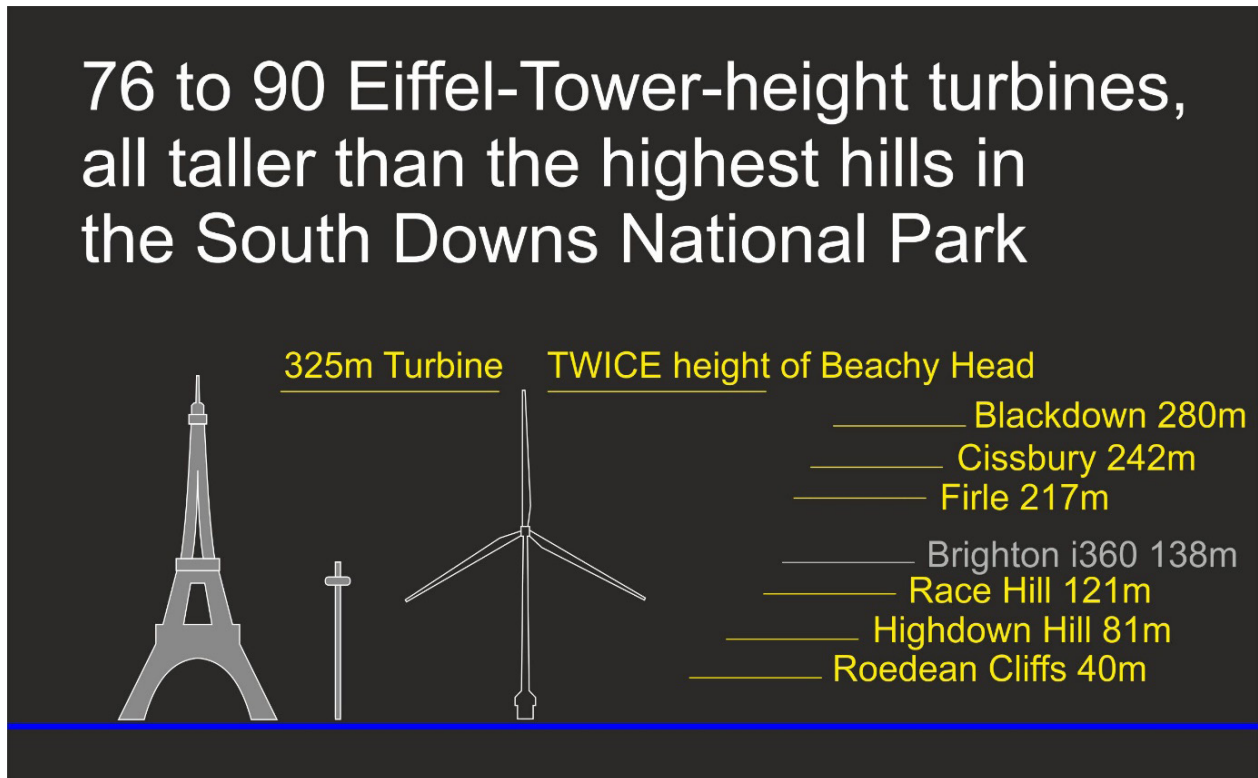 76 to 90 Eiffel-Tower-height turbines,
all taller than the highest hills in
the South Downs National Park
325m Turbine
TWICE height of Beachy Head
Blackdown 280m
Cissbury 242m
Firle 217m
Brighton i360 138m
Race Hill 121m
Highdown Hill 81m
Roedean Cliffs 40m